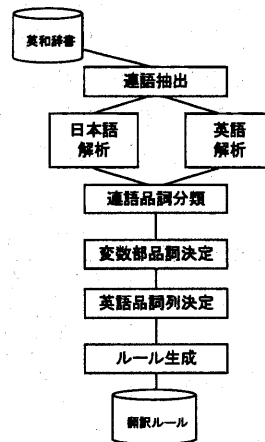 英和辞書
連語抽出
日本語
解析
英語
解析
連語品詞分類
変数部品詞決定
英語品詞列決定
ルール生成
翻訳ルール